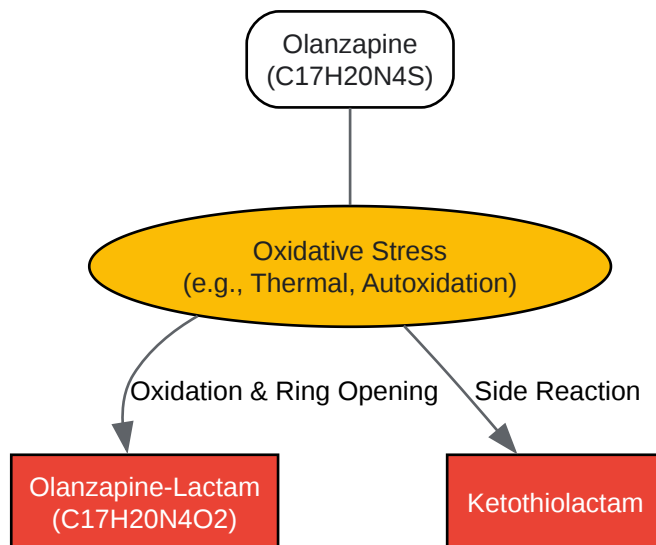 Olanzapine
(C17H20N4S)
Oxidative Stress
(e.g., Thermal, Autoxidation)
Oxidation & Ring Opening
Side Reaction
Olanzapine-Lactam
(C17H20N4O2)
Ketothiolactam